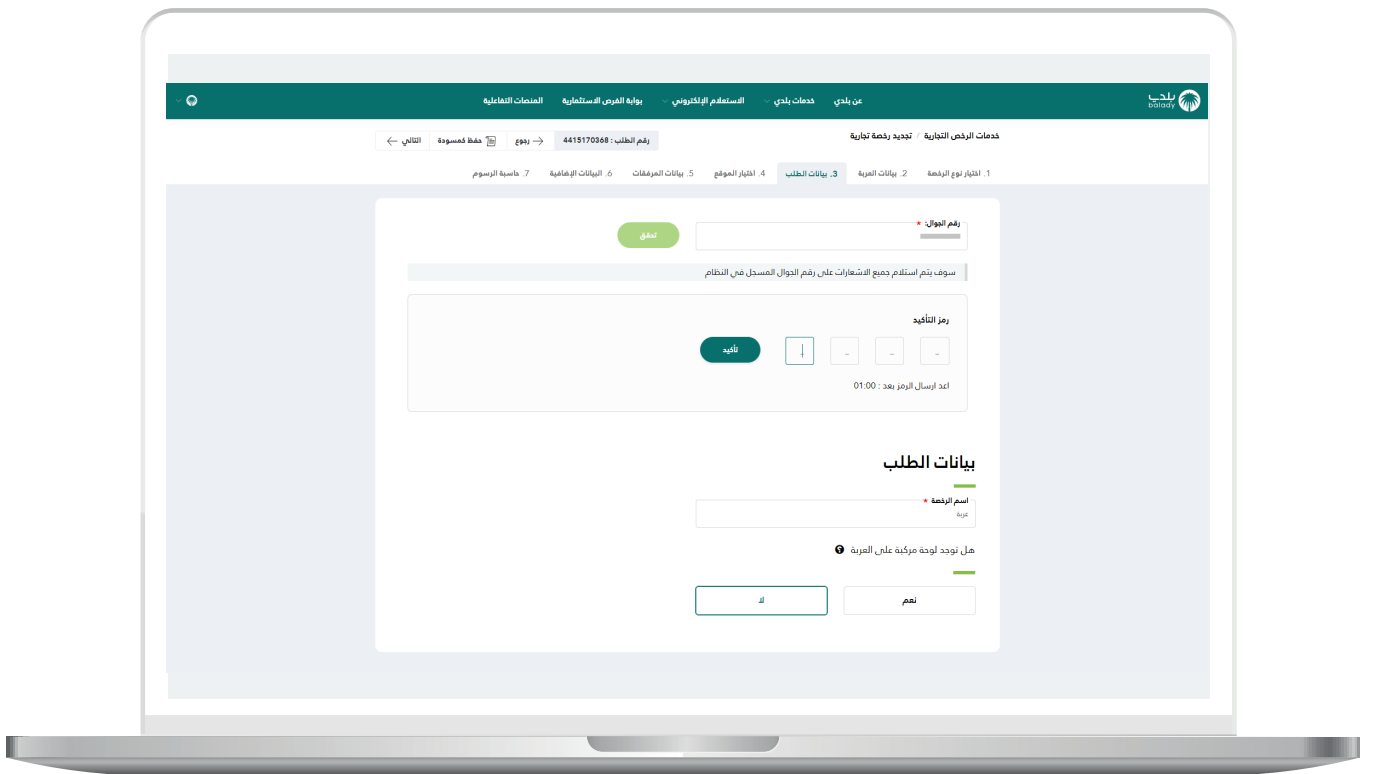 بلدي
balady
عن بلدي
خدمات بلدي
الاستعلام الإلكتروني
بوابة الفرص الاستثمارية
المنصات التفاعلية
خدمات الرخص التجارية / تجديد رخصة تجارية
رقم الطلب : 4415170368
رجوع
حفظ كمسودة
التالي
1. اختيار نوع الرخصة
2. بيانات العربة
3. بيانات الطلب
4. اختيار الموقع
5. بيانات المرفقات
6. البيانات الإضافية
7. حاسبة الرسوم
رقم الجوال: *
تحقق
سوف يتم استلام جميع الاشعارات على رقم الجوال المسجل في النظام
رمز التأكيد
– – –
تأكيد
اعد ارسال الرمز بعد : 01:00
بيانات الطلب
اسم الرخصة *
عربة
هل توجد لوحة مركبة على العربة ؟
نعم
لا